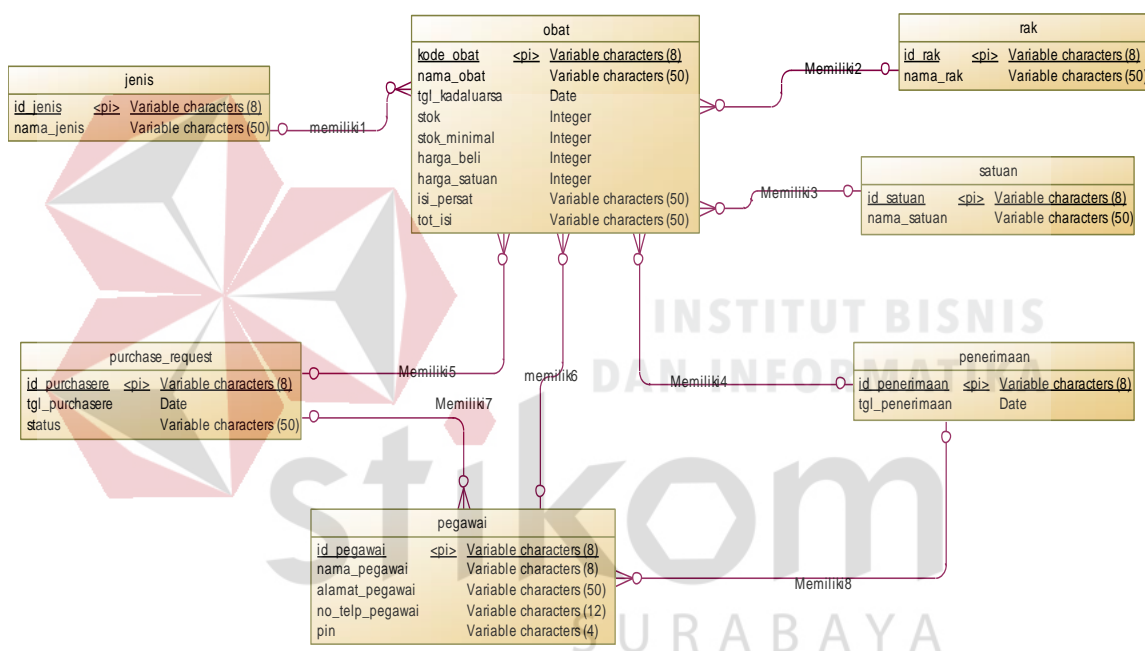 obat
kode_obat <pi> Variable characters (8)
nama_obat Variable characters (50)
tgl_kadaluarsa Date
stok Integer
stok_minimal Integer
harga_beli Integer
harga_satuan Integer
isi_persat Variable characters (50)
tot_isi Variable characters (50)
rak
id_rak <pi> Variable characters (8)
nama_rak Variable characters (50)
jenis
id_jenis <pi> Variable characters (8)
nama_jenis Variable characters (50)
memiliki1
Memiliki2
satuan
id_satuan <pi> Variable characters (8)
nama_satuan Variable characters (50)
Memiliki3
INSTITUT BISNIS
DAN INFORMATIKA
purchase_request
id_purchasere <pi> Variable characters (8)
tgl_purchasere Date
status Variable characters (50)
Memiliki5
memiliki6
Memiliki4
Memiliki7
penerimaan
id_penerimaan <pi> Variable characters (8)
tgl_penerimaan Date
stikom
pegawai
id_pegawai <pi> Variable characters (8)
nama_pegawai Variable characters (8)
alamat_pegawai Variable characters (50)
no_telp_pegawai Variable characters (12)
pin Variable characters (4)
Memiliki8
SURABAYA